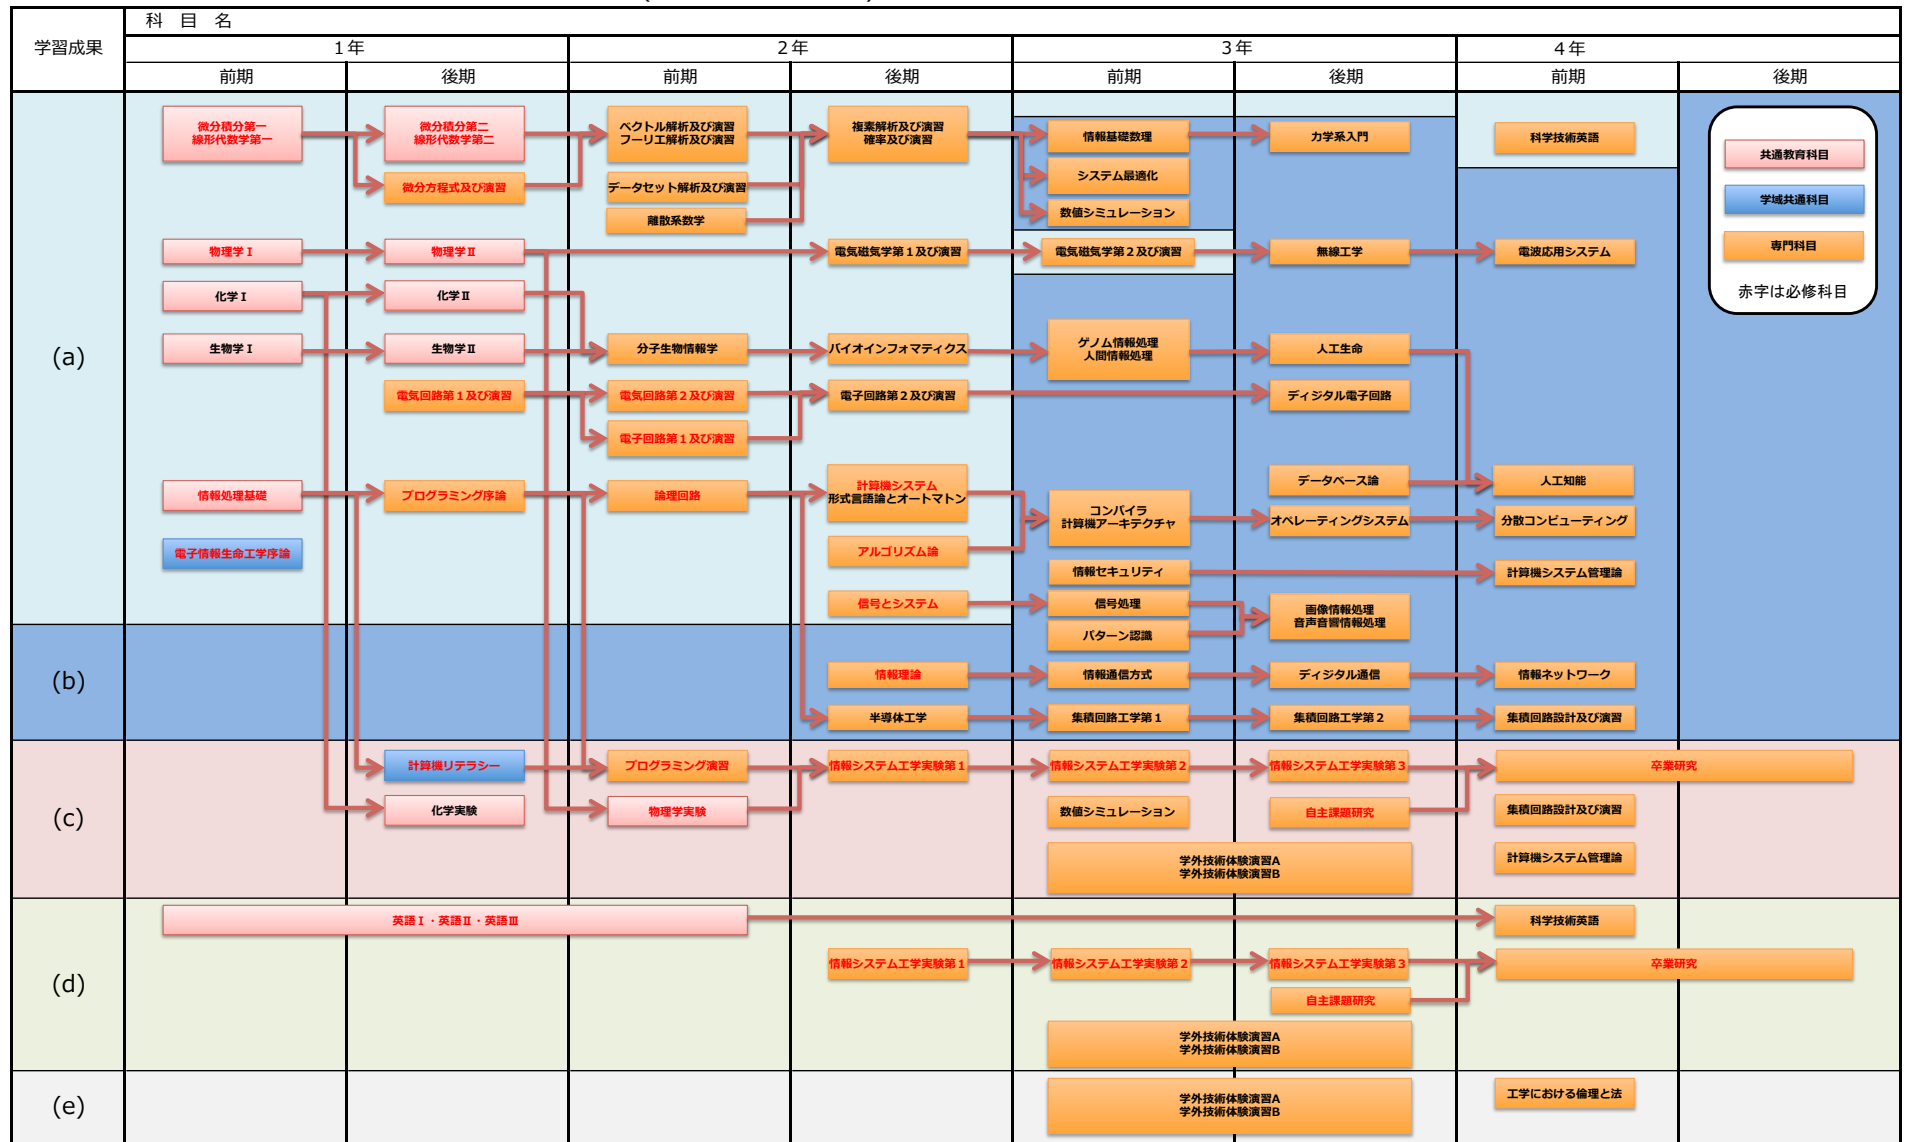 科 目 名
学習成果
1年
2年
3年
4年
前期
後期
前期
後期
前期
後期
前期
後期
(a)
微分積分第一
線形代数学第一
微分積分第二
線形代数学第二
ベクトル解析及び演習
フーリエ解析及び演習
複素解析及び演習
確率及び演習
情報基礎数理
力学系入門
科学技術英語
微分方程式及び演習
データセット解析及び演習
システム最適化
離散系数学
数値シミュレーション
物理学Ⅰ
物理学Ⅱ
電気磁気学第1及び演習
電気磁気学第2及び演習
無線工学
電波応用システム
化学Ⅰ
化学Ⅱ
生物学Ⅰ
生物学Ⅱ
分子生物情報学
バイオインフォマティクス
ゲノム情報処理
人間情報処理
人工生命
電気回路第1及び演習
電気回路第2及び演習
電子回路第2及び演習
ディジタル電子回路
電子回路第1及び演習
情報処理基礎
プログラミング序論
論理回路
計算機システム
形式言語論とオートマトン
コンパイラ
計算機アーキテクチャ
データベース論
人工知能
オペレーティングシステム
分散コンピューティング
電子情報生命工学序論
アルゴリズム論
情報セキュリティ
計算機システム管理論
信号とシステム
信号処理
画像情報処理
音声音響情報処理
パターン認識
共通教育科目
学域共通科目
専門科目
赤字は必修科目
(b)
情報理論
情報通信方式
ディジタル通信
情報ネットワーク
半導体工学
集積回路工学第1
集積回路工学第2
集積回路設計及び演習
(c)
計算機リテラシー
プログラミング演習
情報システム工学実験第1
情報システム工学実験第2
情報システム工学実験第3
卒業研究
化学実験
物理学実験
数値シミュレーション
自主課題研究
集積回路設計及び演習
学外技術体験演習A
学外技術体験演習B
計算機システム管理論
(d)
英語Ⅰ・英語Ⅱ・英語Ⅲ
科学技術英語
情報システム工学実験第1
情報システム工学実験第2
情報システム工学実験第3
卒業研究
自主課題研究
学外技術体験演習A
学外技術体験演習B
(e)
学外技術体験演習A
学外技術体験演習B
工学における倫理と法